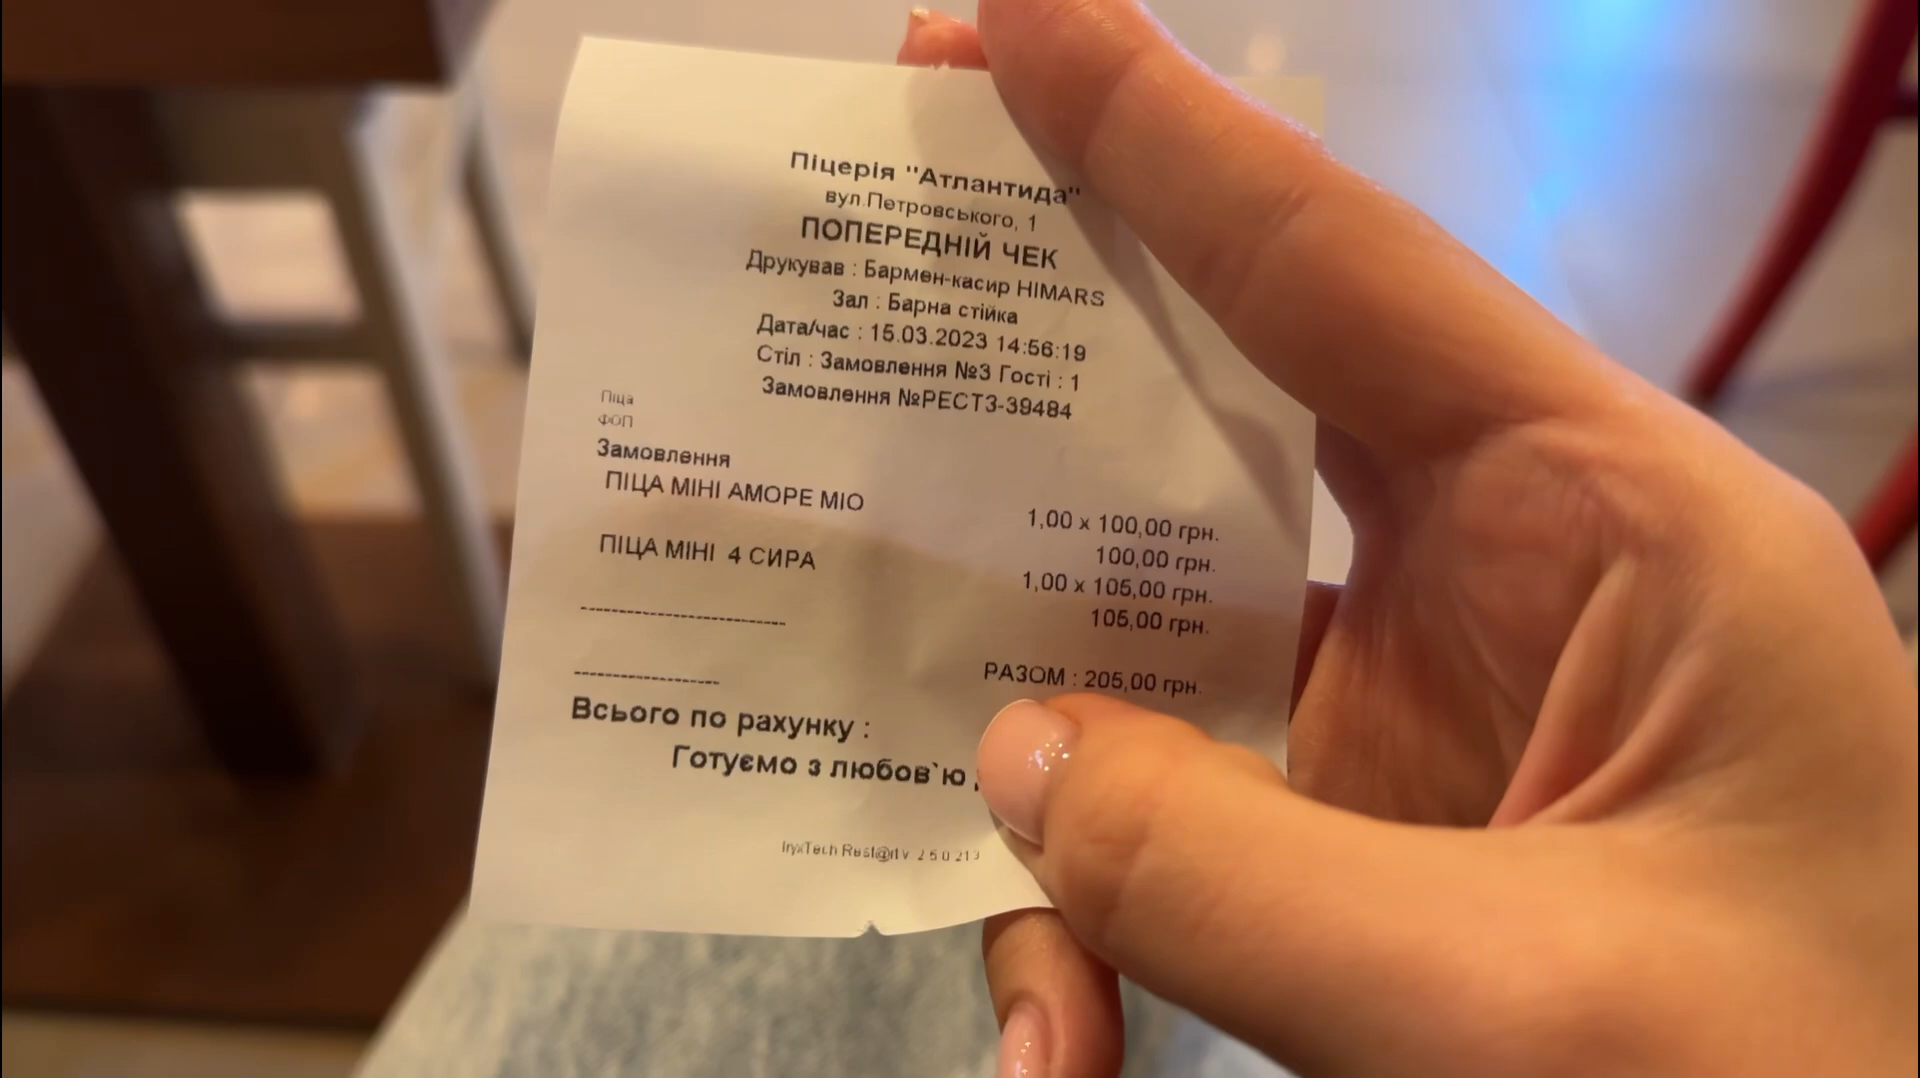 Піцерія "Атлантида"
вул.Петровського, 1
ПОПЕРЕДНІЙ ЧЕК
Друкував : Бармен-касир HIMARS
Зал : Барна стійка
Дата/час : 15.03.2023 14:56:19
Стіл : Замовлення №3 Гості : 1
Замовлення №РЕСТ3-39484
Піца
ФОП
Замовлення
ПІЦА МІНІ АМОРЕ МІО
1,00 x 100,00 грн.
100,00 грн.
ПІЦА МІНІ 4 СИРА
1,00 x 105,00 грн.
105,00 грн.
---------------------------
РАЗОМ : 205,00 грн.
-------------------
Всього по рахунку :
Готуємо з любов`ю